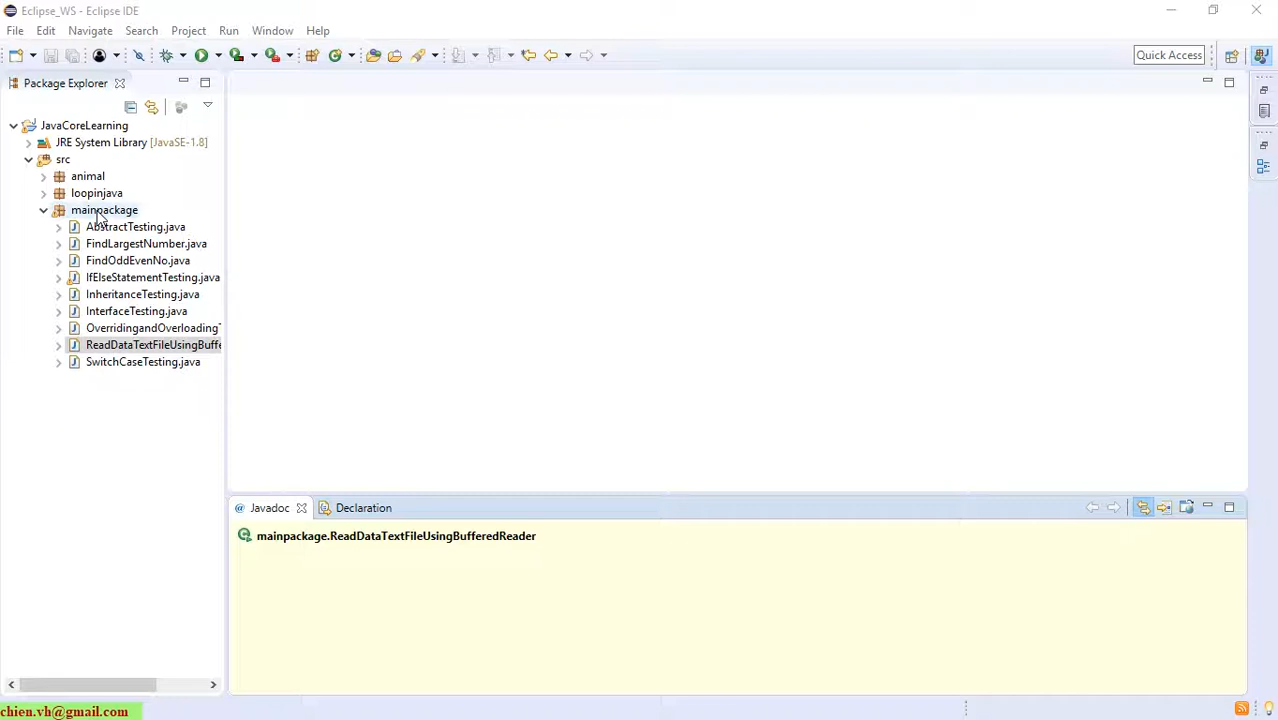 Eclipse_WS - Eclipse IDE
File Edit Navigate Search Project Run Window Help
Quick Access
Package Explorer
JavaCoreLearning
JRE System Library [JavaSE-1.8]
src
animal
loopinjava
mainpackage
AbstractTesting.java
FindLargestNumber.java
FindOddEvenNo.java
IfElseStatementTesting.java
InheritanceTesting.java
InterfaceTesting.java
OverridingandOverloading
ReadDataTextFileUsingBuffe
SwitchCaseTesting.java
@ Javadoc Declaration
mainpackage.ReadDataTextFileUsingBufferedReader
chien.vh@gmail.com